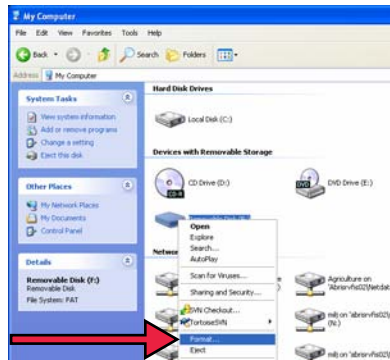 My Computer
File Edit View Favorites Tools Help
Back Search Folders
Address My Computer
System Tasks
View system information
Add or remove programs
Change a setting
Eject this disk
Other Places
My Network Places
My Documents
Control Panel
Details
Removable Disk (F:)
Removable Disk
File System: FAT
Hard Disk Drives
Local Disk (C:)
Devices with Removable Storage
CD Drive (D:)
DVD Drive (E:)
Removable Disk (F:)
Open
Explore
Search...
AutoPlay
Scan for Viruses...
Sharing and Security...
SVN Checkout...
TortoiseSVN
Format...
Eject
Netwo
Agriculture on
(N:)